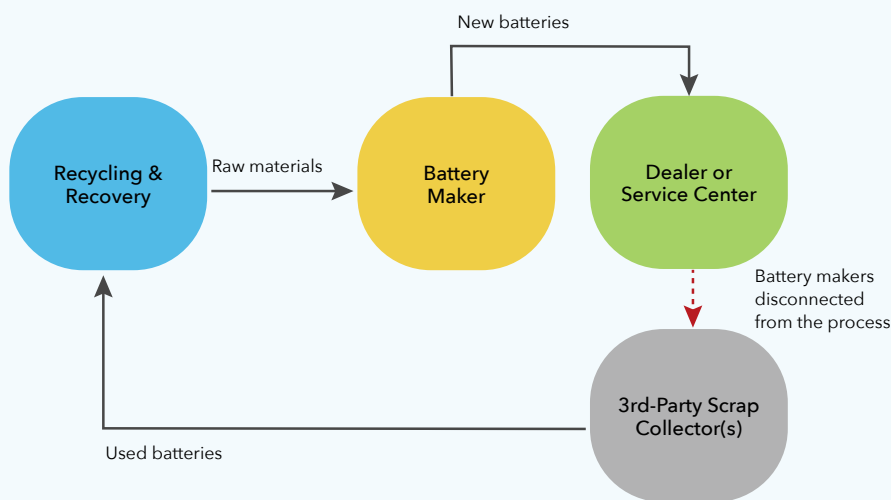 New batteries
Recycling &
Recovery
Raw materials
Battery
Maker
Dealer or
Service Center
Battery makers
disconnected
from the process
3rd-Party Scrap
Collector(s)
Used batteries